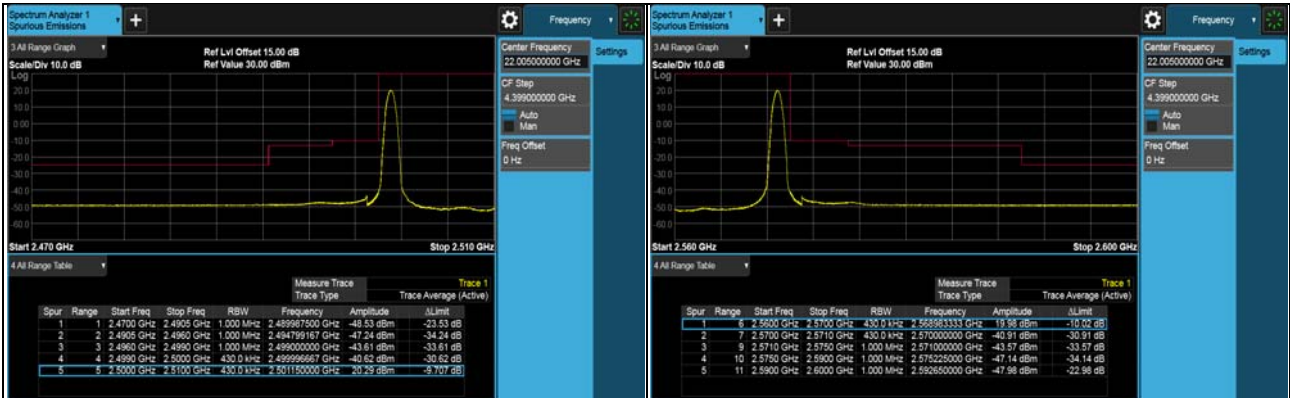 Spectrum Analyzer 1
Spurious Emissions
Frequency
3 All Range Graph
Ref Lvl Offset 15.00 dB
Scale/Div 10.0 dB
Ref Value 30.00 dBm
Log
20.0
10.0
0.00
-10.0
-20.0
-30.0
-40.0
-50.0
-60.0
Start 2.470 GHz
Stop 2.510 GHz
Center Frequency
22.005000000 GHz
Settings
CF Step
4.399000000 GHz
Auto
Man
Freq Offset
0 Hz
4 All Range Table
Measure Trace Trace 1
Trace Type Trace Average (Active)
Spur Range Start Freq Stop Freq RBW Frequency Amplitude ΔLimit
1 1 2.4700 GHz 2.4905 GHz 1.000 MHz 2.489987500 GHz -48.53 dBm -23.53 dB
2 2 2.4905 GHz 2.4960 GHz 1.000 MHz 2.494799167 GHz -47.24 dBm -34.24 dB
3 3 2.4960 GHz 2.4990 GHz 1.000 MHz 2.499000000 GHz -43.61 dBm -33.61 dB
4 4 2.4990 GHz 2.5000 GHz 430.0 kHz 2.499996667 GHz -40.62 dBm -30.62 dB
5 5 2.5000 GHz 2.5100 GHz 430.0 kHz 2.501150000 GHz 20.29 dBm -9.707 dB
Spectrum Analyzer 1
Spurious Emissions
Frequency
3 All Range Graph
Ref Lvl Offset 15.00 dB
Scale/Div 10.0 dB
Ref Value 30.00 dBm
Log
20.0
10.0
0.00
-10.0
-20.0
-30.0
-40.0
-50.0
-60.0
Start 2.560 GHz
Stop 2.600 GHz
Center Frequency
22.005000000 GHz
Settings
CF Step
4.399000000 GHz
Auto
Man
Freq Offset
0 Hz
4 All Range Table
Measure Trace Trace 1
Trace Type Trace Average (Active)
Spur Range Start Freq Stop Freq RBW Frequency Amplitude ΔLimit
1 6 2.5600 GHz 2.5700 GHz 430.0 kHz 2.568983333 GHz 19.98 dBm -10.02 dB
2 7 2.5700 GHz 2.5710 GHz 430.0 kHz 2.570000000 GHz -40.91 dBm -30.91 dB
3 9 2.5710 GHz 2.5750 GHz 1.000 MHz 2.571000000 GHz -43.57 dBm -33.57 dB
4 10 2.5750 GHz 2.5900 GHz 1.000 MHz 2.575225000 GHz -47.14 dBm -34.14 dB
5 11 2.5900 GHz 2.6000 GHz 1.000 MHz 2.592650000 GHz -47.98 dBm -22.98 dB